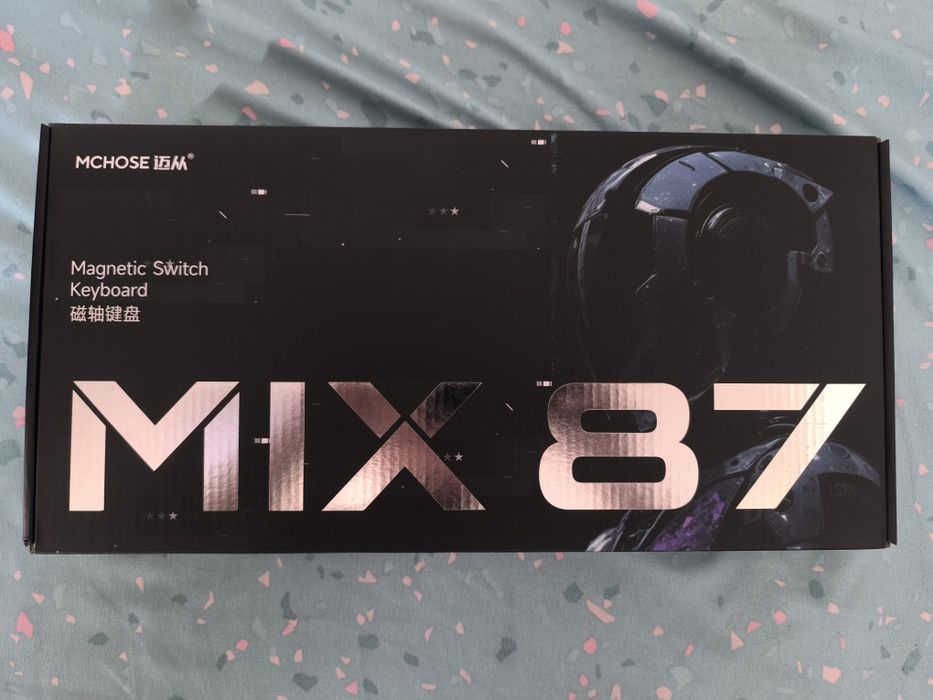 MCHOSE 迈从®
Magnetic Switch
Keyboard
磁轴键盘
MIX 87